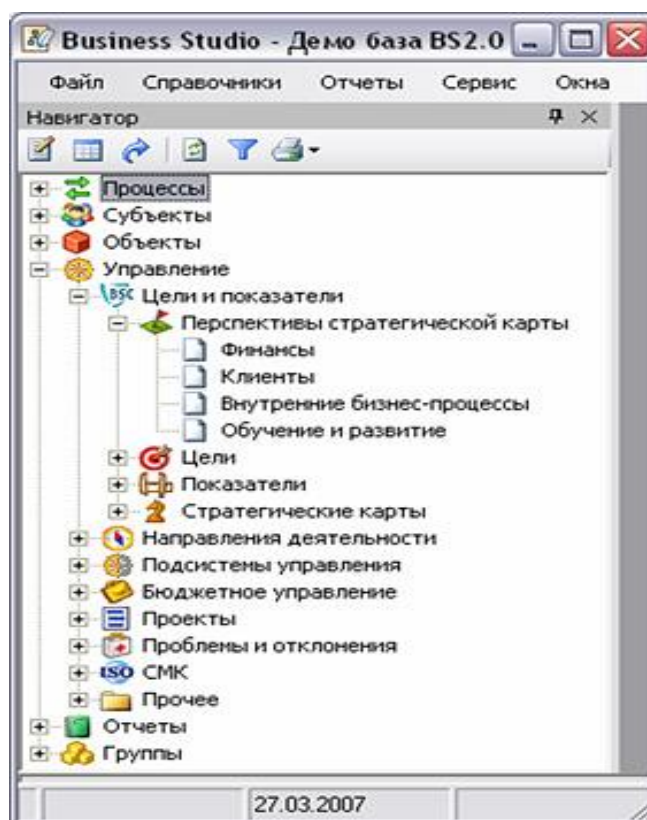 Business Studio - Демо база BS2.0
Файл Справочники Отчеты Сервис Окна
Навигатор
Процессы
Субъекты
Объекты
Управление
BSC Цели и показатели
Перспективы стратегической карты
Финансы
Клиенты
Внутренние бизнес-процессы
Обучение и развитие
Цели
Показатели
Стратегические карты
Направления деятельности
Подсистемы управления
Бюджетное управление
Проекты
Проблемы и отклонения
ISO СМК
Прочее
Отчеты
Группы
27.03.2007